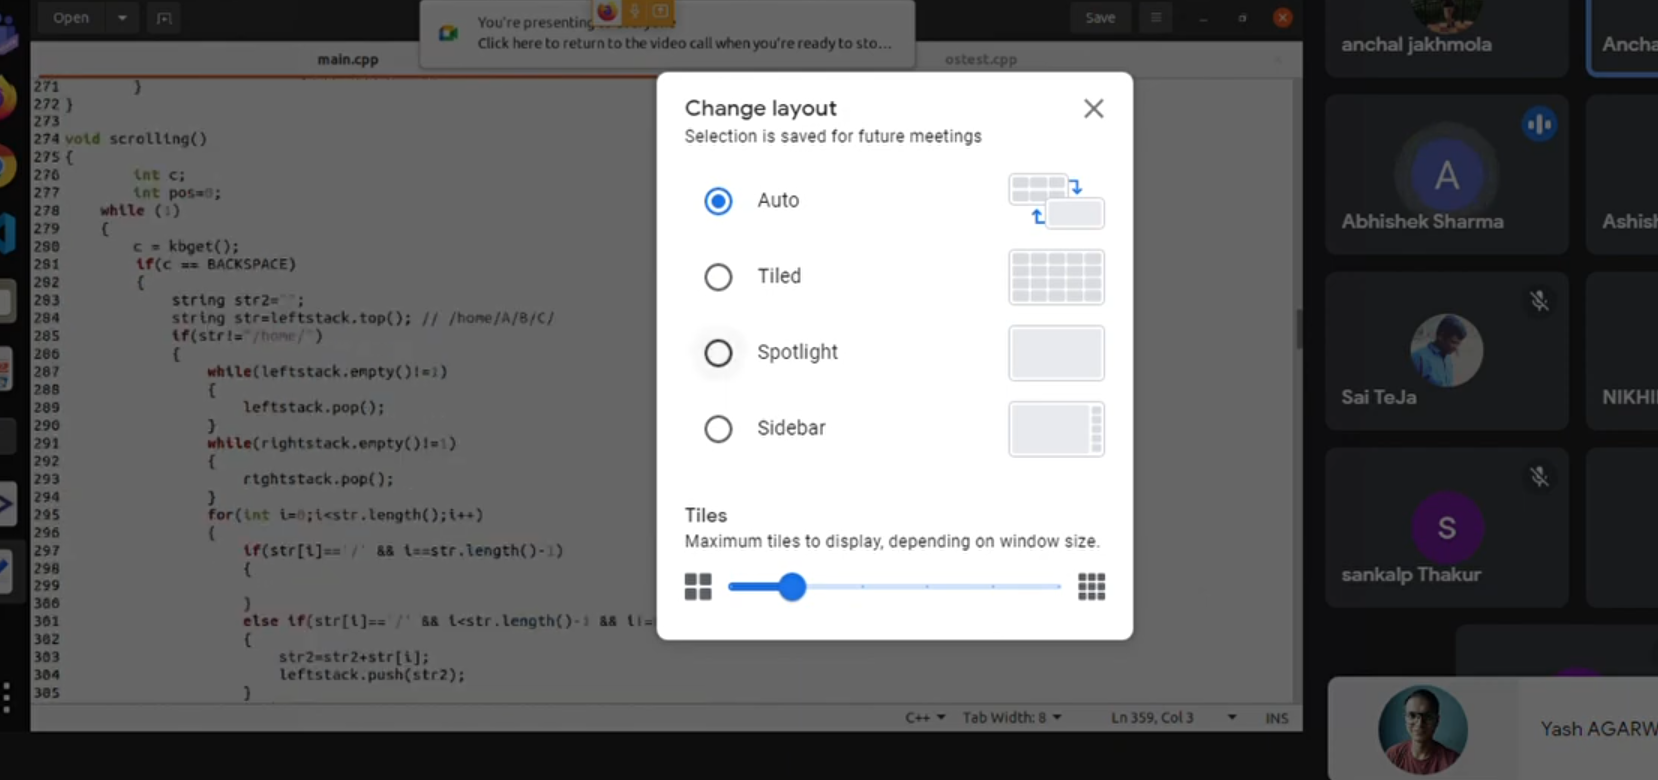 Open
You're presenting to everyone
Click here to return to the video call when you're ready to sto...
Save
main.cpp
ostest.cpp
271 }
272 }
273
274 void scrolling()
275 {
276 int c;
277 int pos=0;
278 while (1)
279 {
280 c = kbget();
281 if(c == BACKSPACE)
282 {
283 string str2="";
284 string str=leftstack.top(); // /home/A/B/C/
285 if(str!="/home/")
286 {
287 while(leftstack.empty()!=1)
288 {
289 leftstack.pop();
290 }
291 while(rightstack.empty()!=1)
292 {
293 rightstack.pop();
294 }
295 for(int i=0;i<str.length();i++)
296 {
297 if(str[i]=='/' && i==str.length()-1)
298 {
299
300 }
301 else if(str[i]=='/' && i<str.length()-1 && i!=
302 {
303 str2=str2+str[i];
304 leftstack.push(str2);
305 }
C++
Tab Width: 8
Ln 359, Col 3
INS
Change layout
Selection is saved for future meetings
Auto
Tiled
Spotlight
Sidebar
Tiles
Maximum tiles to display, depending on window size.
anchal jakhmola
Ancha
A
Abhishek Sharma
Ashish
Sai TeJa
NIKHI
S
sankalp Thakur
Yash AGARW